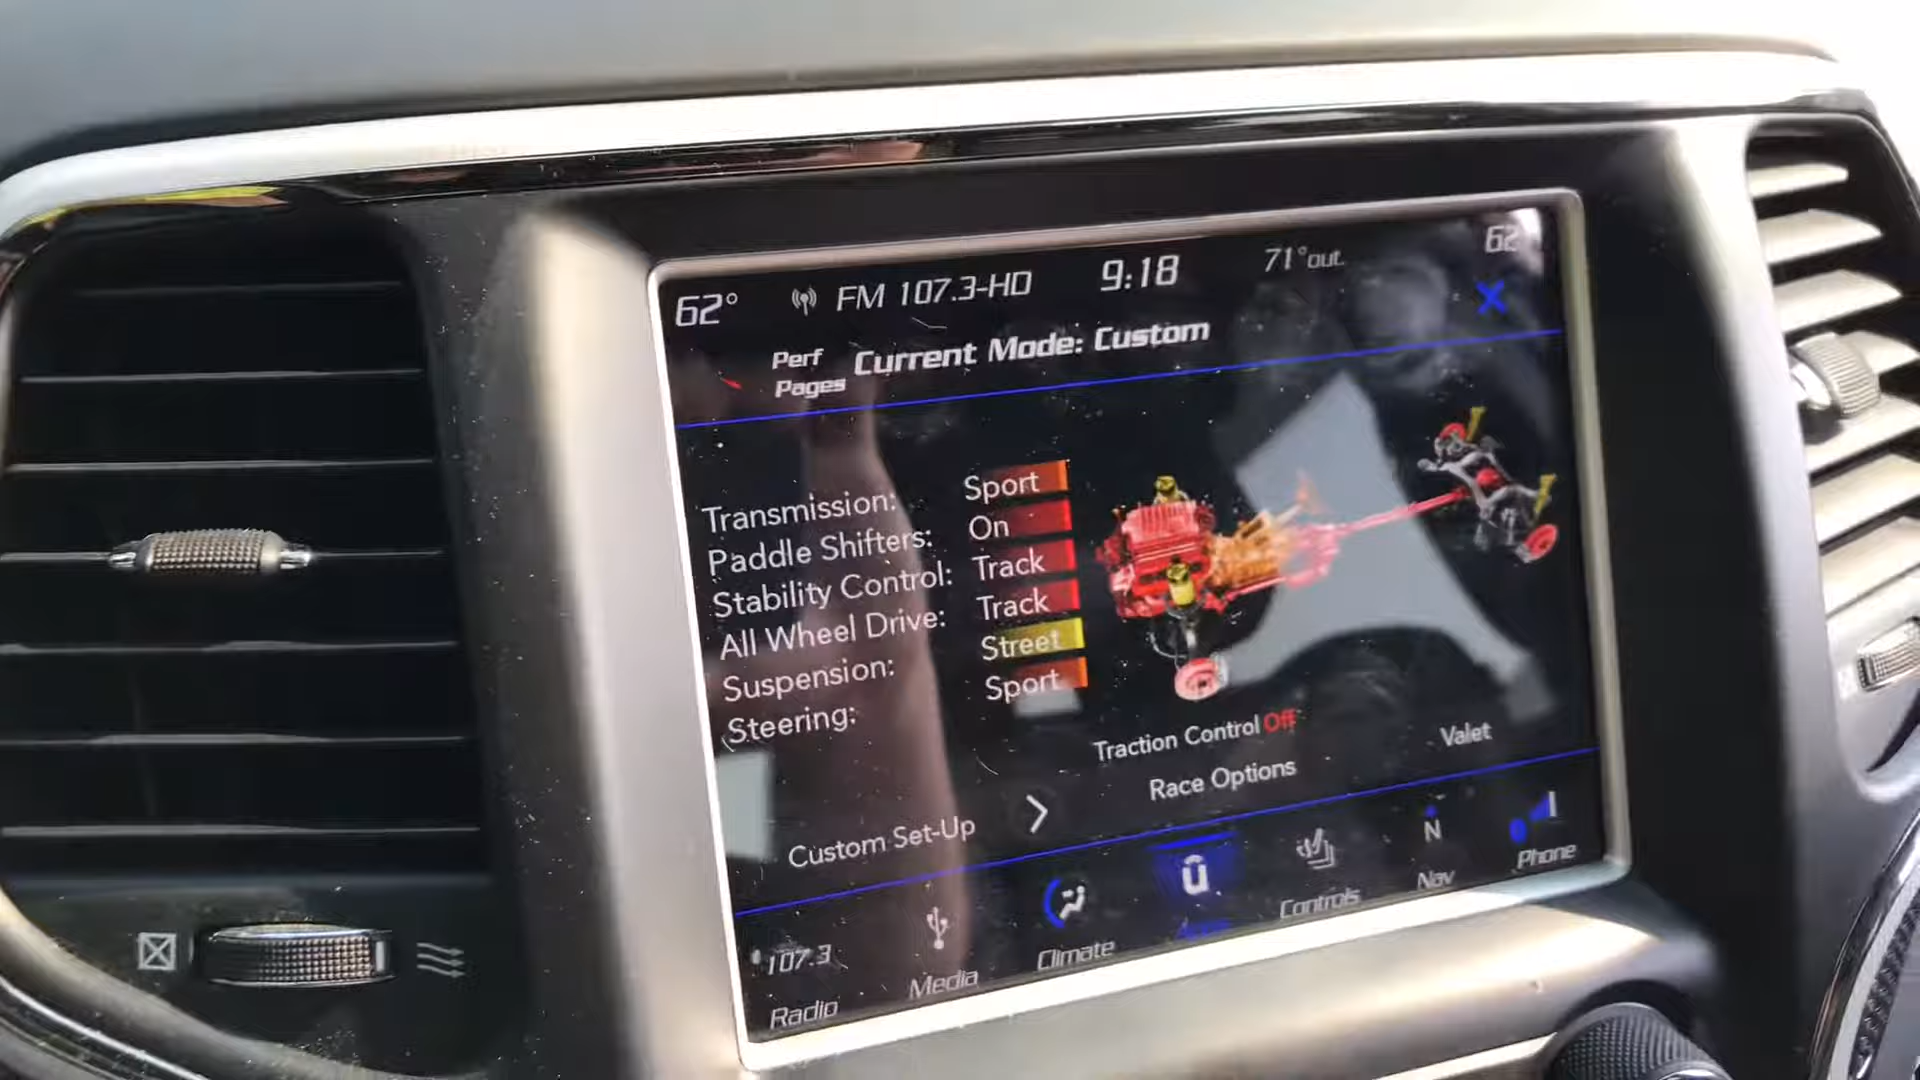 62° FM 107.3-HD 9:18 71°out. 62
Perf Pages
Current Mode: Custom
X
Transmission: Sport
Paddle Shifters: On
Stability Control: Track
All Wheel Drive: Track
Suspension: Street
Steering: Sport
Traction Control Off
Race Options
Valet
Custom Set-Up
107.3
Radio
Media
Climate
Apps
Controls
N
Nav
Phone